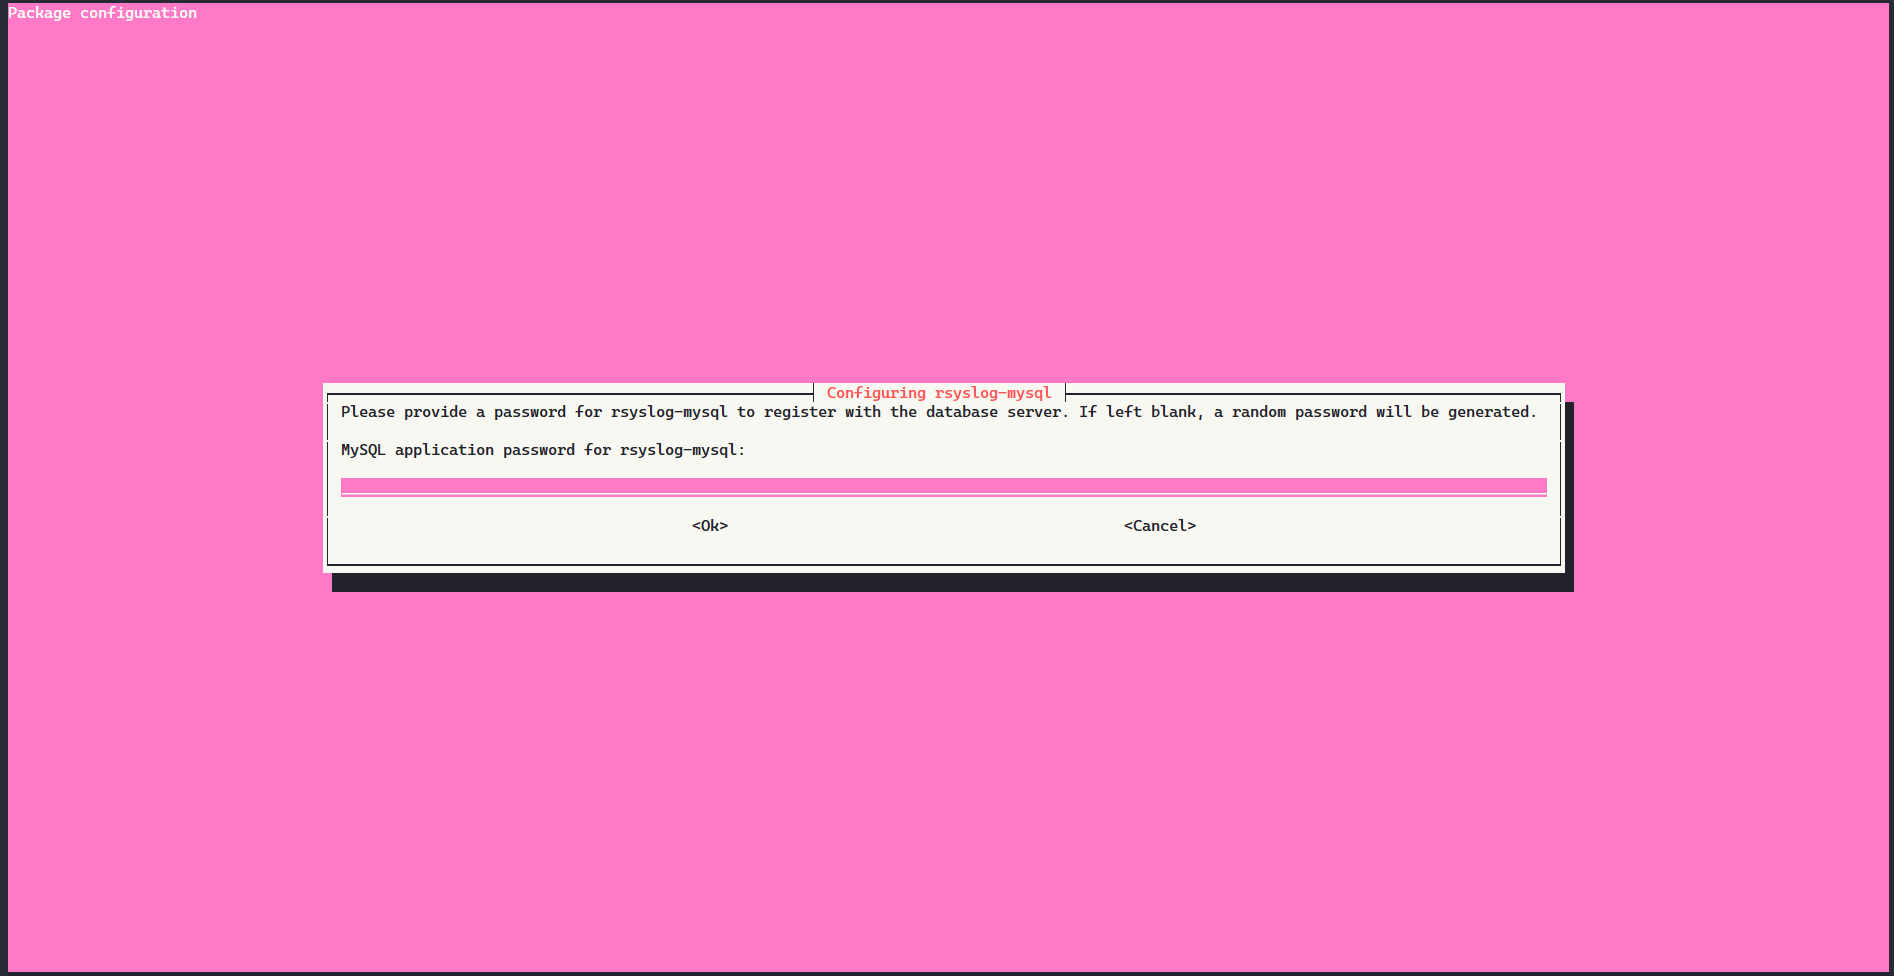 Package configuration
Configuring rsyslog-mysql
Please provide a password for rsyslog-mysql to register with the database server. If left blank, a random password will be generated.
MySQL application password for rsyslog-mysql:
<Ok> <Cancel>